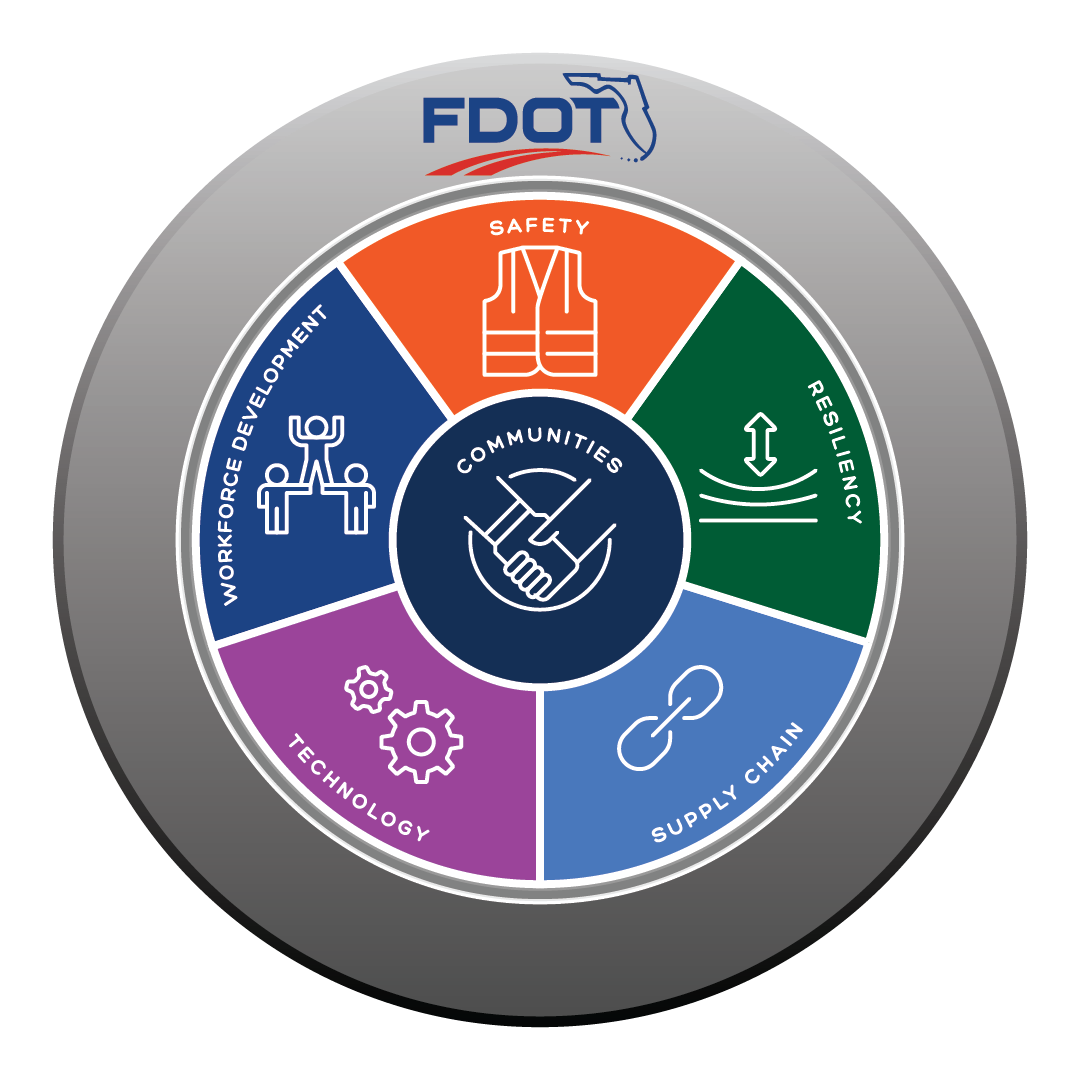 FDOT
SAFETY
RESILIENCY
SUPPLY CHAIN
TECHNOLOGY
WORKFORCE DEVELOPMENT
COMMUNITIES